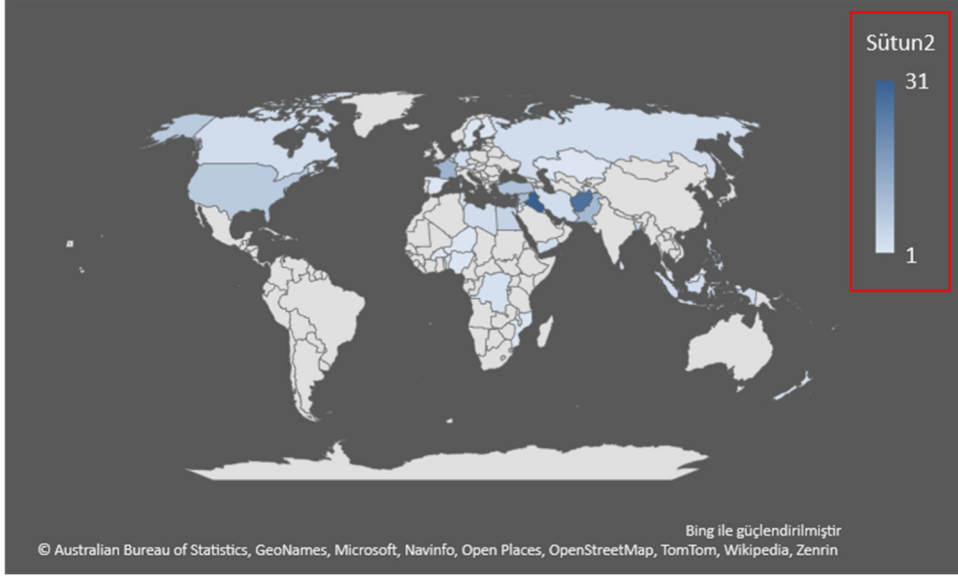 Sütun2
31
1
Bing ile güçlendirilmiştir
© Australian Bureau of Statistics, GeoNames, Microsoft, Navinfo, Open Places, OpenStreetMap, TomTom, Wikipedia, Zenrin